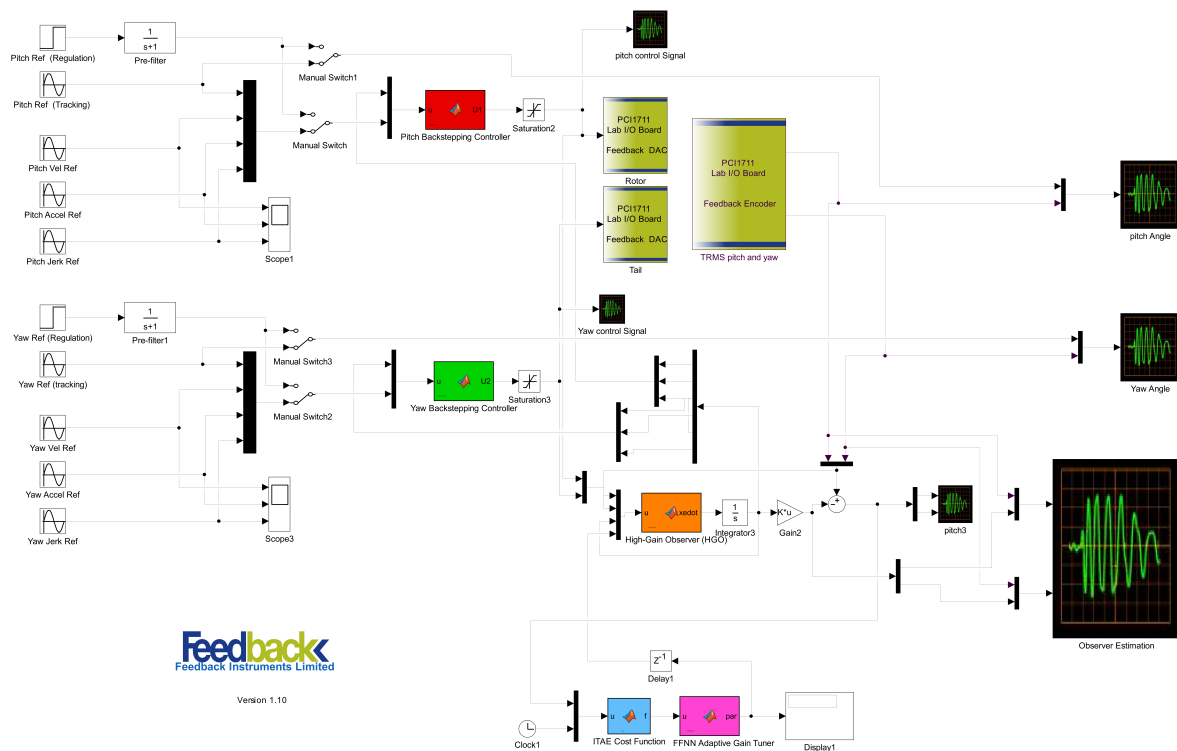 Pitch Ref  (Regulation)
1
s+1
Pre-filter
Manual Switch1
pitch control Signal
Pitch Ref  (Tracking)
Manual Switch
u
U1
Pitch Backstepping Controller
Saturation2
Pitch Vel Ref
Pitch Accel Ref
Pitch Jerk Ref
Scope1
PCI1711
Lab I/O Board
Feedback  DAC
Rotor
PCI1711
Lab I/O Board
Feedback  DAC
Tail
PCI1711
Lab I/O Board
Feedback Encoder
TRMS pitch and yaw
pitch Angle
Yaw Ref (Regulation)
1
s+1
Pre-filter1
Manual Switch3
Yaw control Signal
Yaw Ref (tracking)
Manual Switch2
u
U2
Yaw Backstepping Controller
Saturation3
Yaw Angle
Yaw Vel Ref
Yaw Accel Ref
Yaw Jerk Ref
Scope3
u
xedot
High-Gain Observer (HGO)
1
s
Integrator3
K*u
Gain2
pitch3
Observer Estimation
Feedback
Feedback Instruments Limited
Version 1.10
Z-1
Delay1
Clock1
u
f
ITAE Cost Function
u
par
FFNN Adaptive Gain Tuner
Display1